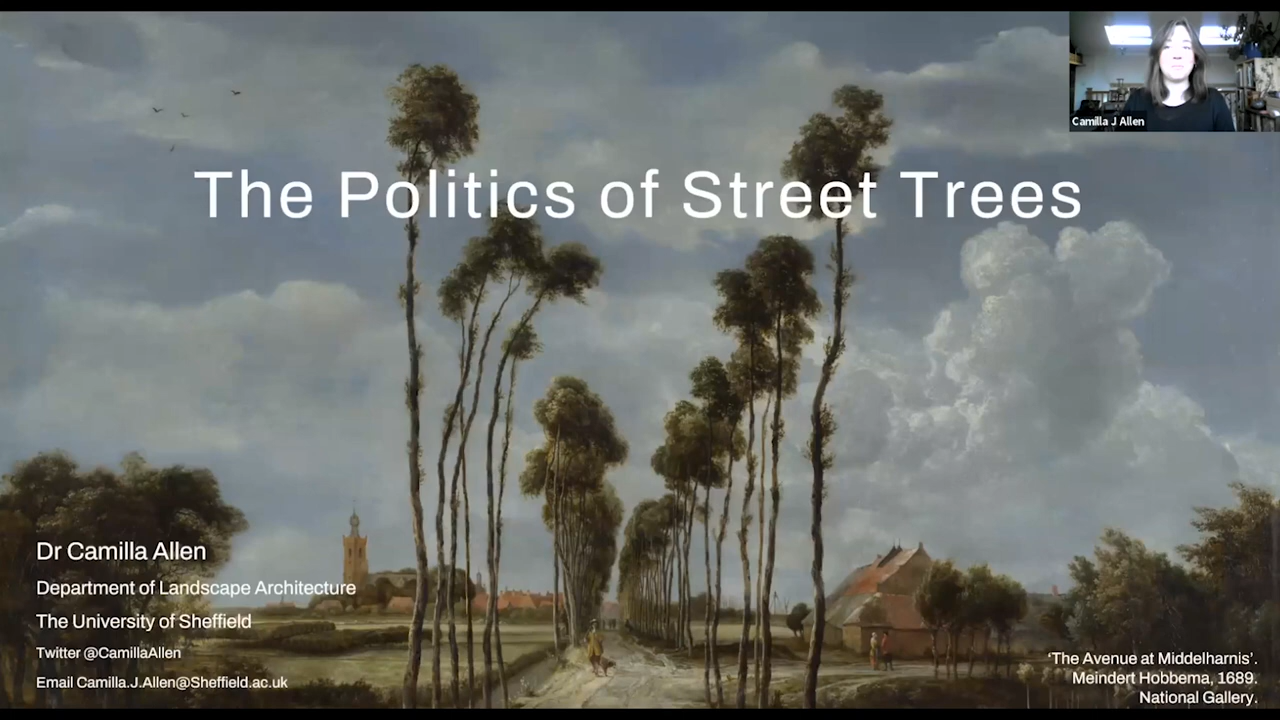 Camilla J Allen
The Politics of Street Trees
Dr Camilla Allen
Department of Landscape Architecture
The University of Sheffield
Twitter @CamillaAllen
Email Camilla.J.Allen@Sheffield.ac.uk
‘The Avenue at Middelharnis’.
Meindert Hobbema, 1689.
National Gallery.